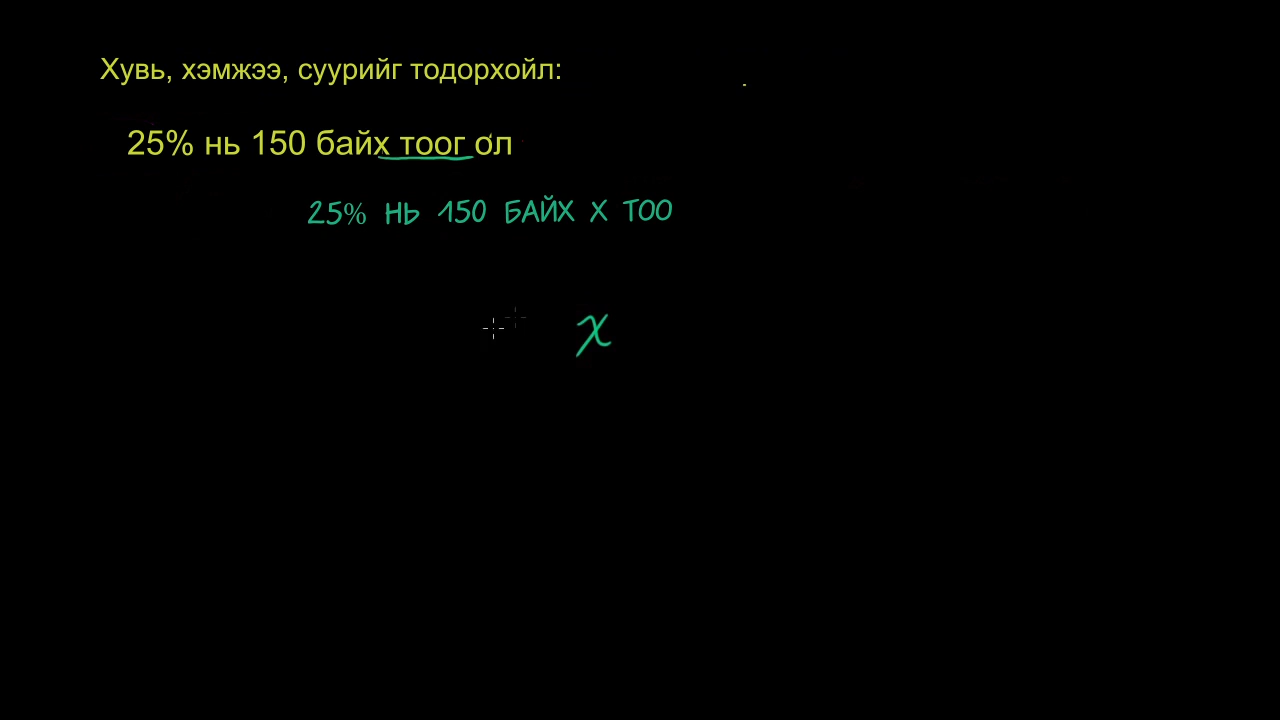 Хувь, хэмжээ, суурийг тодорхойл:
25% нь 150 байх тоог ол
25% НЬ 150 БАЙХ X ТОО
x